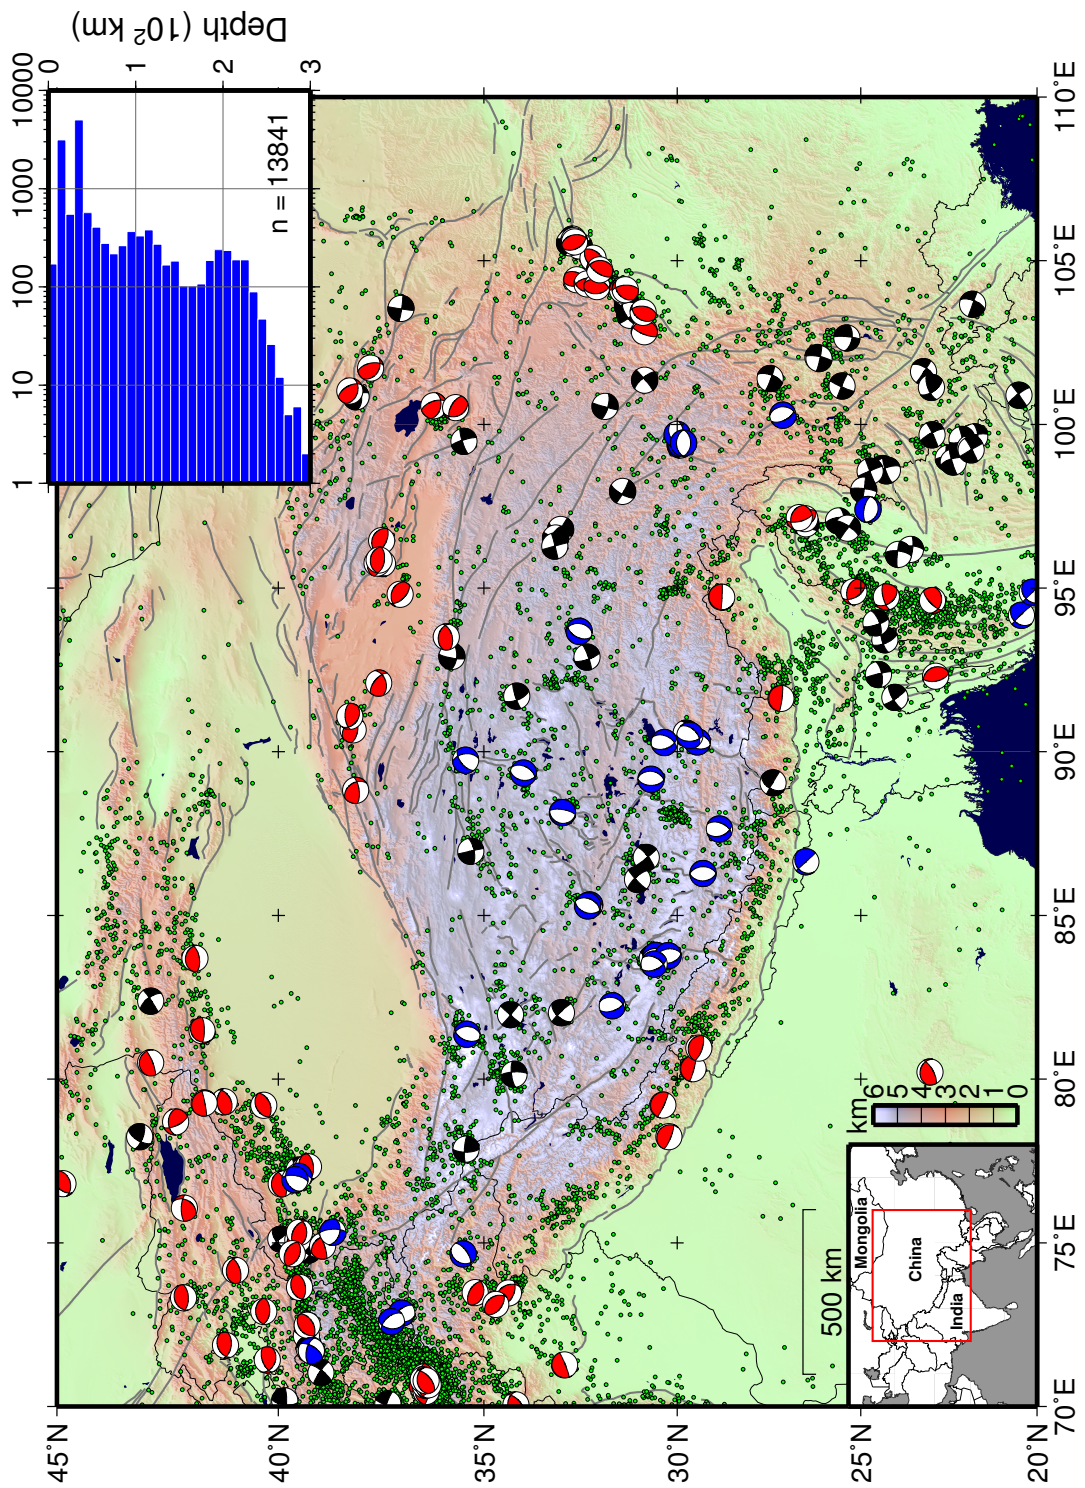 Depth (10² km)
0
1
2
3
1
10
100
1000
10000
n = 13841
45°N
40°N
35°N
30°N
25°N
20°N
70°E
75°E
80°E
85°E
90°E
95°E
100°E
105°E
110°E
km
6
5
4
3
2
1
0
500 km
Mongolia
China
India